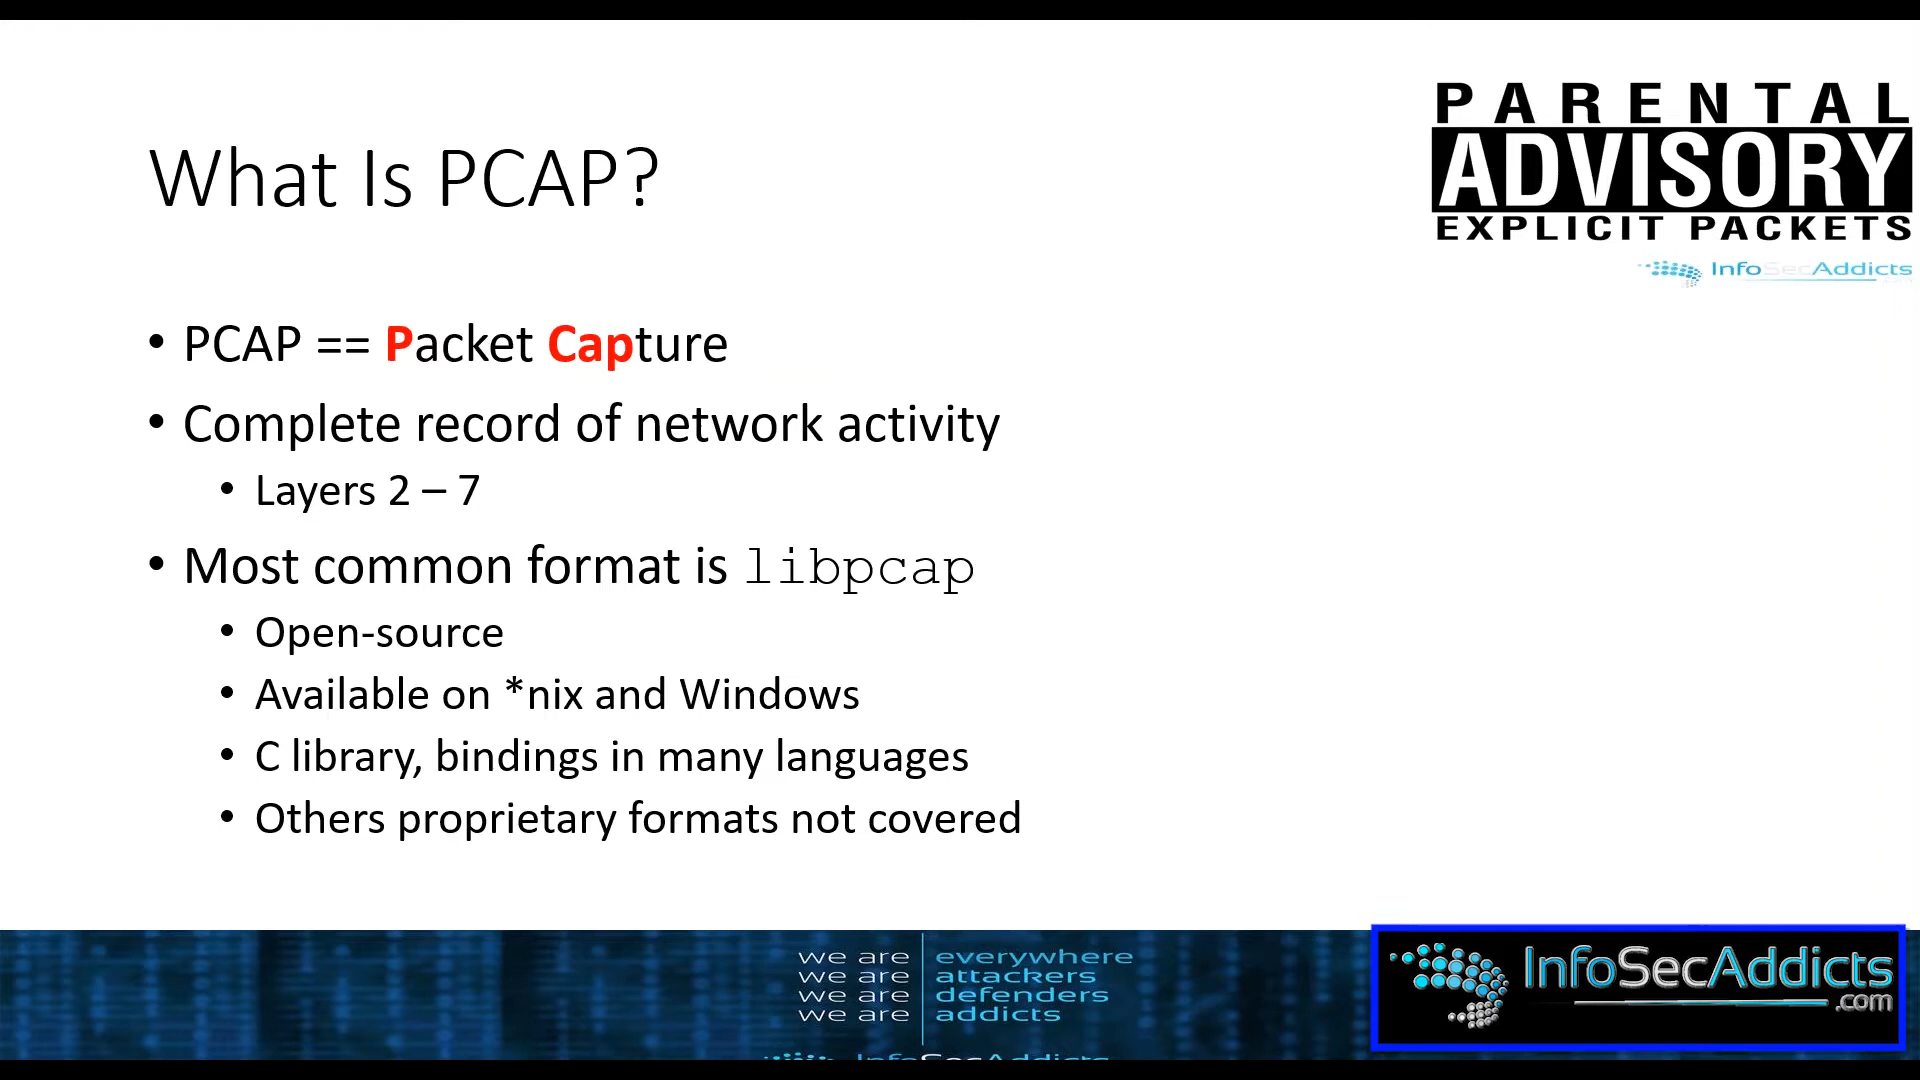 PARENTAL
ADVISORY
EXPLICIT PACKETS
InfoSecAddicts
What Is PCAP?
• PCAP == Packet Capture
• Complete record of network activity
• Layers 2 – 7
• Most common format is libpcap
• Open-source
• Available on *nix and Windows
• C library, bindings in many languages
• Others proprietary formats not covered
we are everywhere
we are attackers
we are defenders
we are addicts
InfoSecAddicts
InfoSecAddicts
.com